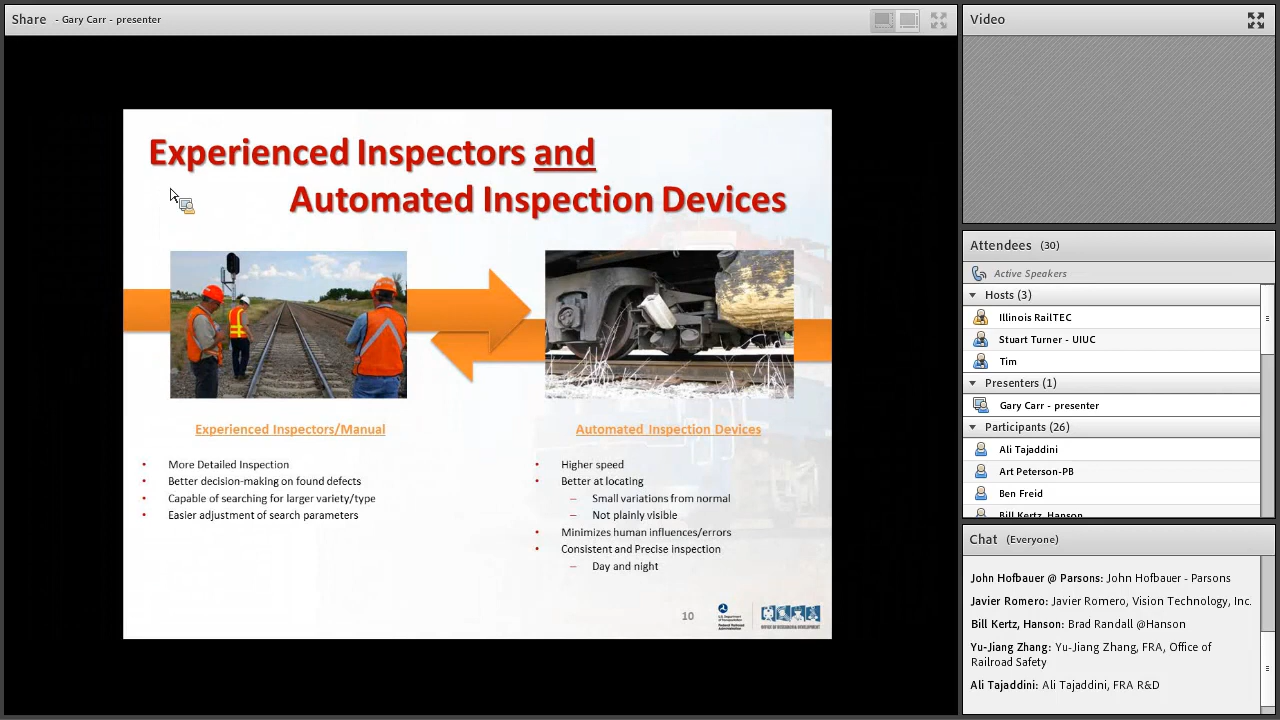 Share - Gary Carr - presenter
Experienced Inspectors and
Automated Inspection Devices
Experienced Inspectors/Manual
• More Detailed Inspection
• Better decision-making on found defects
• Capable of searching for larger variety/type
• Easier adjustment of search parameters
Automated Inspection Devices
• Higher speed
• Better at locating
– Small variations from normal
– Not plainly visible
• Minimizes human influences/errors
• Consistent and Precise inspection
– Day and night
10
Video
Attendees (30)
Active Speakers
Hosts (3)
Illinois RailTEC
Stuart Turner - UIUC
Tim
Presenters (1)
Gary Carr - presenter
Participants (26)
Ali Tajaddini
Art Peterson-PB
Ben Freid
Bill Kertz, Hanson
Chat (Everyone)
John Hofbauer @ Parsons: John Hofbauer - Parsons
Javier Romero: Javier Romero, Vision Technology, Inc.
Bill Kertz, Hanson: Brad Randall @Hanson
Yu-Jiang Zhang: Yu-Jiang Zhang, FRA, Office of
Railroad Safety
Ali Tajaddini: Ali Tajaddini, FRA R&D